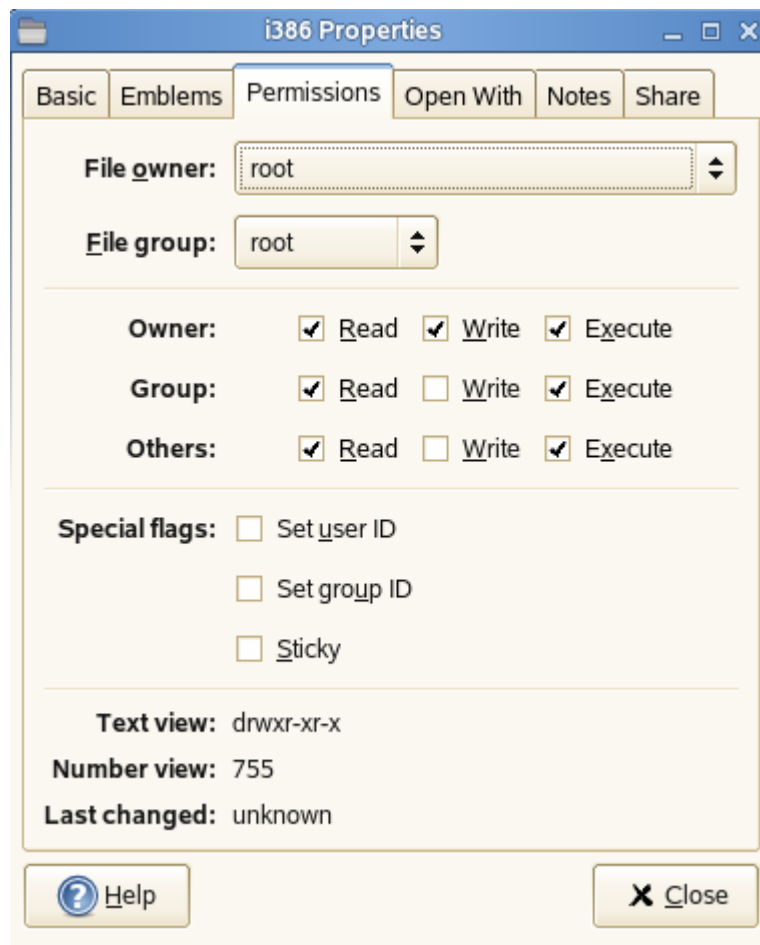 i386 Properties
Basic Emblems Permissions Open With Notes Share
File owner: root
File group: root
Owner: Read Write Execute
Group: Read Write Execute
Others: Read Write Execute
Special flags: Set user ID
Set group ID
Sticky
Text view: drwxr-xr-x
Number view: 755
Last changed: unknown
Help Close